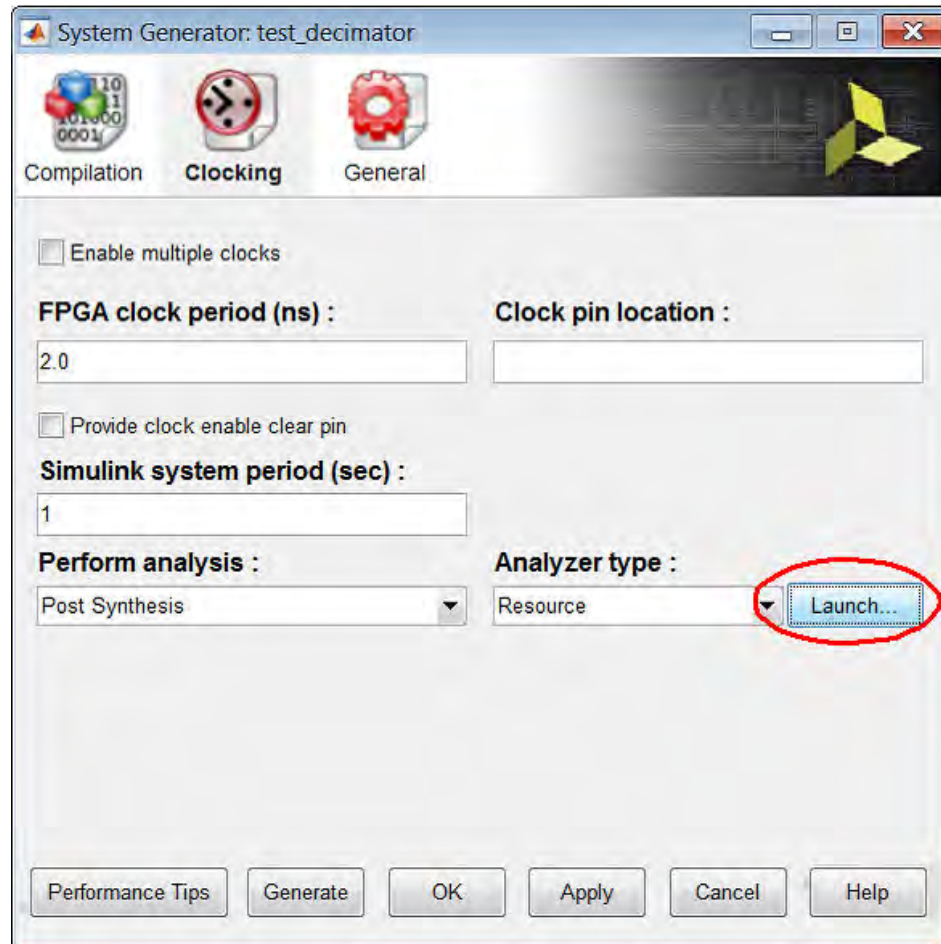 System Generator: test_decimator
Compilation Clocking General
Enable multiple clocks
FPGA clock period (ns) : Clock pin location :
2.0
Provide clock enable clear pin
Simulink system period (sec) :
1
Perform analysis : Analyzer type :
Post Synthesis Resource Launch...
Performance Tips Generate OK Apply Cancel Help